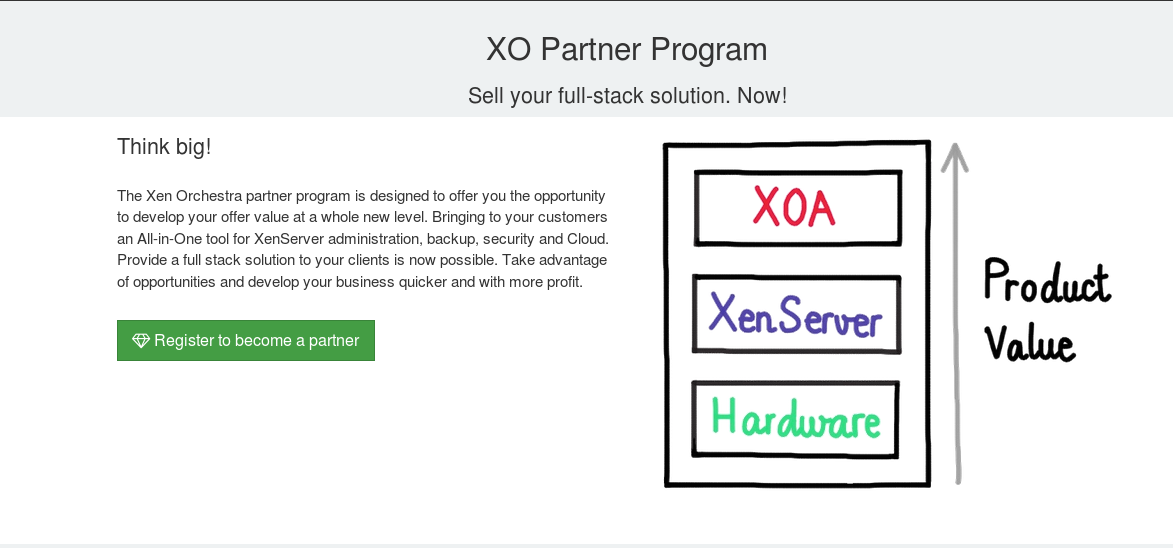 XO Partner Program
Sell your full-stack solution. Now!
Think big!
The Xen Orchestra partner program is designed to offer you the opportunity
to develop your offer value at a whole new level. Bringing to your customers
an All-in-One tool for XenServer administration, backup, security and Cloud.
Provide a full stack solution to your clients is now possible. Take advantage
of opportunities and develop your business quicker and with more profit.
Register to become a partner
XOA
XenServer
Hardware
Product
Value